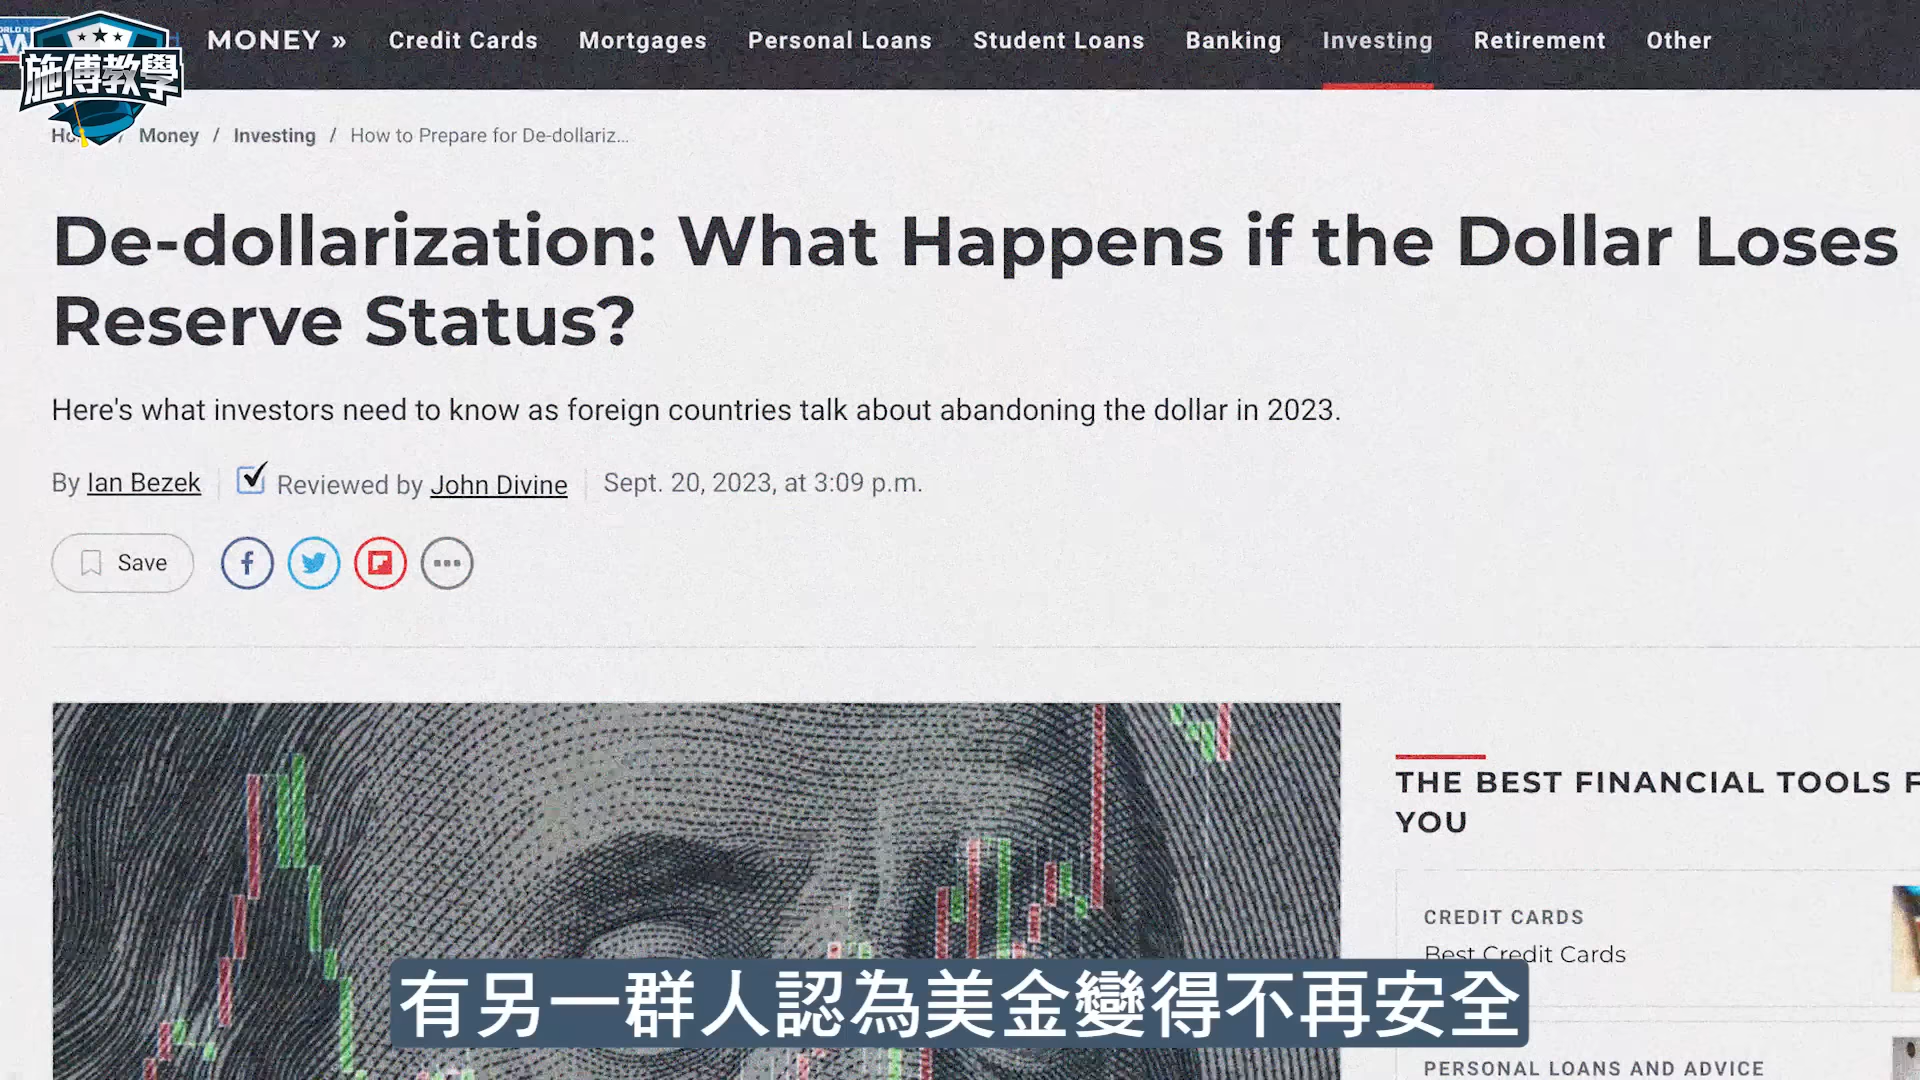 施傅教學
MONEY » Credit Cards Mortgages Personal Loans Student Loans Banking Investing Retirement Other
Money / Investing / How to Prepare for De-dollariz...
De-dollarization: What Happens if the Dollar Loses
Reserve Status?
Here's what investors need to know as foreign countries talk about abandoning the dollar in 2023.
By Ian Bezek Reviewed by John Divine Sept. 20, 2023, at 3:09 p.m.
Save
THE BEST FINANCIAL TOOLS
YOU
CREDIT CARDS
Best Credit Cards
有另一群人認為美金變得不再安全
PERSONAL LOANS AND ADVICE